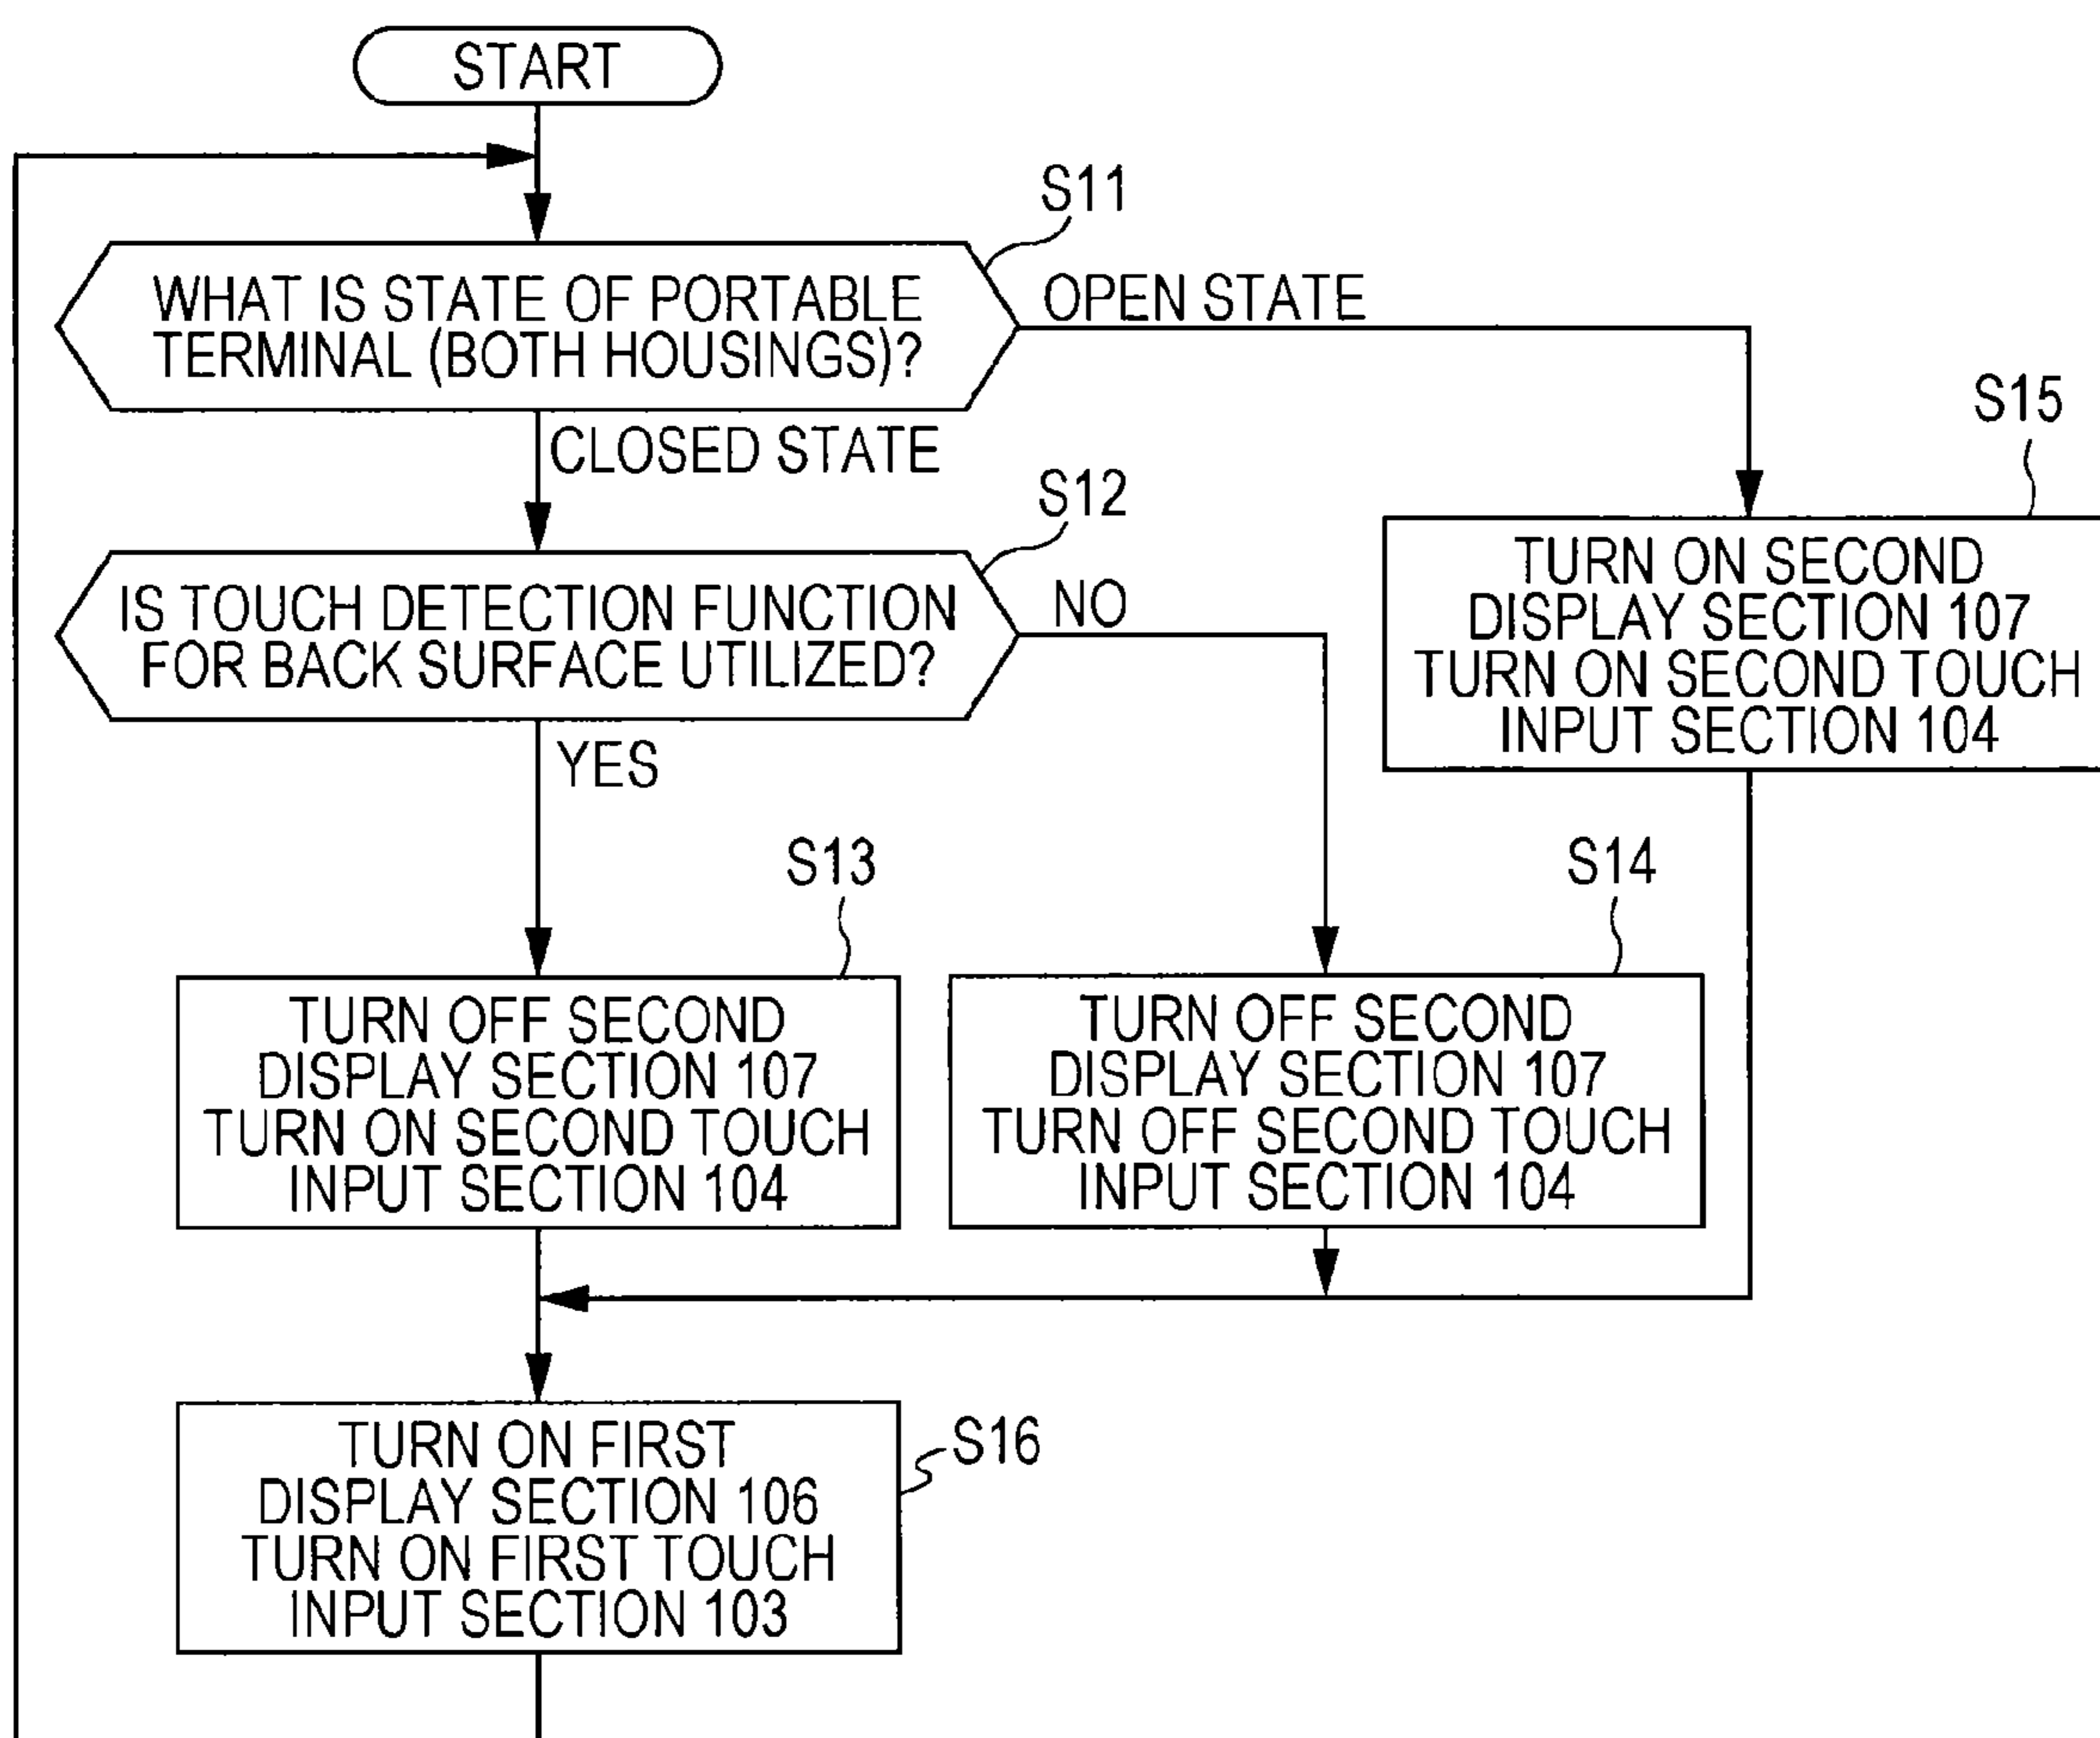 START
S11
WHAT IS STATE OF PORTABLE
TERMINAL (BOTH HOUSINGS)?
OPEN STATE
CLOSED STATE
S12
IS TOUCH DETECTION FUNCTION
FOR BACK SURFACE UTILIZED?
NO
YES
S15
TURN ON SECOND
DISPLAY SECTION 107
TURN ON SECOND TOUCH
INPUT SECTION 104
S13
TURN OFF SECOND
DISPLAY SECTION 107
TURN ON SECOND TOUCH
INPUT SECTION 104
S14
TURN OFF SECOND
DISPLAY SECTION 107
TURN OFF SECOND TOUCH
INPUT SECTION 104
S16
TURN ON FIRST
DISPLAY SECTION 106
TURN ON FIRST TOUCH
INPUT SECTION 103